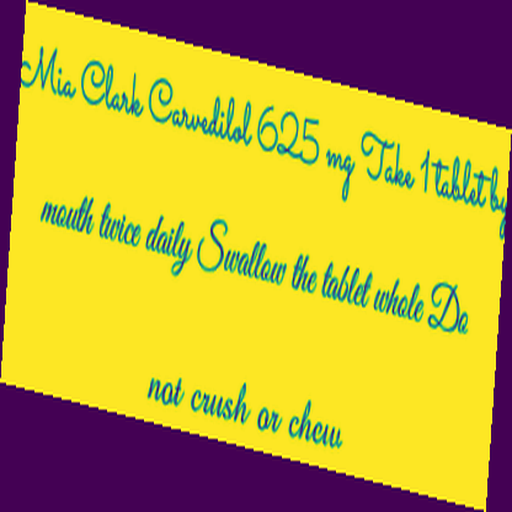 Mia Clark Carvedilol 625 mg Take 1 tablet by
mouth twice daily Swallow the tablet whole Do
not crush or chew